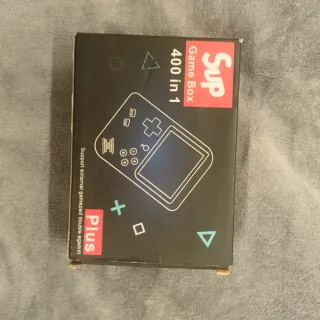 Sup
Game Box
400 in 1
Plus
Support external gamepad double against